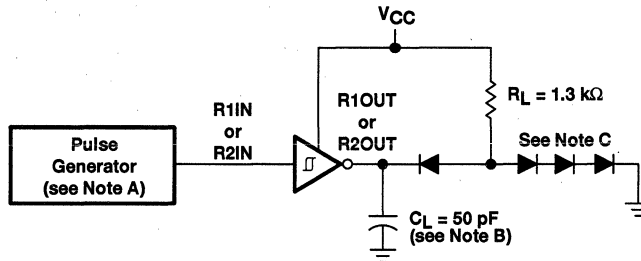 VCC
R1IN
or
R2IN
R1OUT
or
R2OUT
RL = 1.3 kΩ
See Note C
Pulse
Generator
(see Note A)
CL = 50 pF
(see Note B)